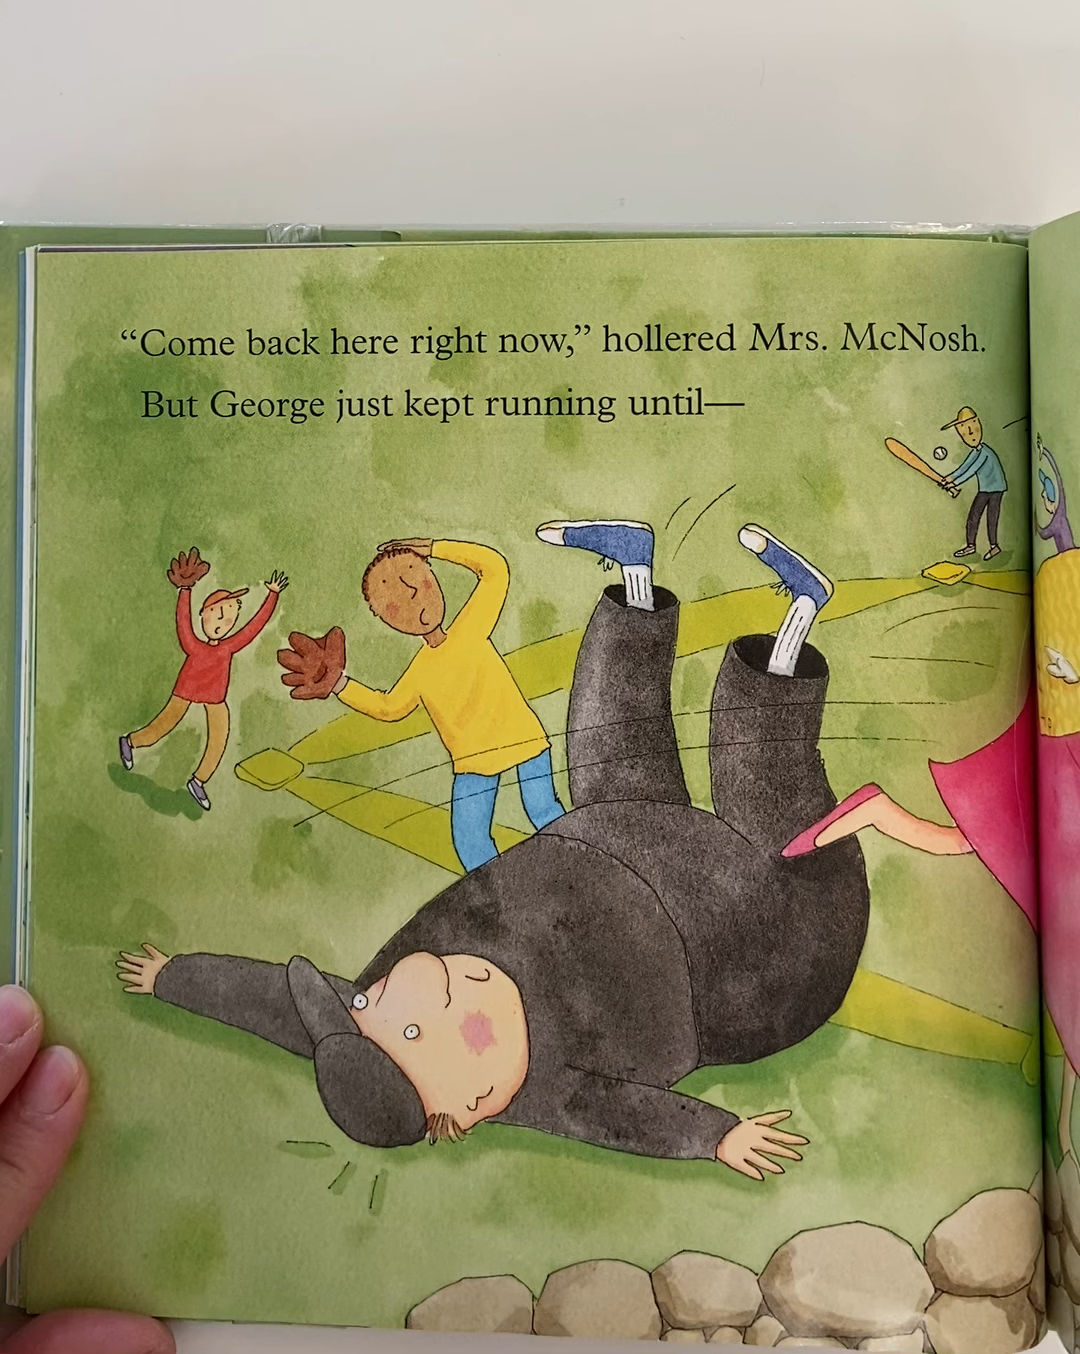 “Come back here right now,” hollered Mrs. McNosh.
But George just kept running until—